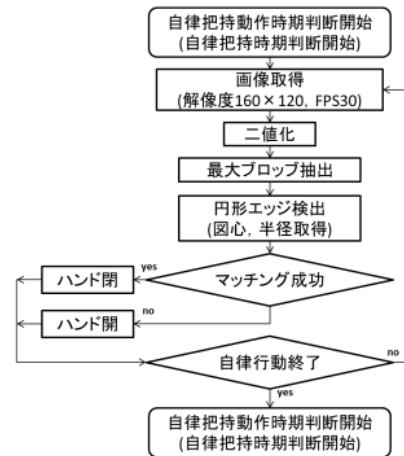 自律把持動作時期判断開始
(自律把持時期判断開始)
画像取得
(解像度160×120, FPS30)
二値化
最大ブロップ抽出
円形エッジ検出
(図心, 半径取得)
ハンド閉
yes
マッチング成功
ハンド開
no
自律行動終了
no
yes
自律把持動作時期判断開始
(自律把持時期判断開始)